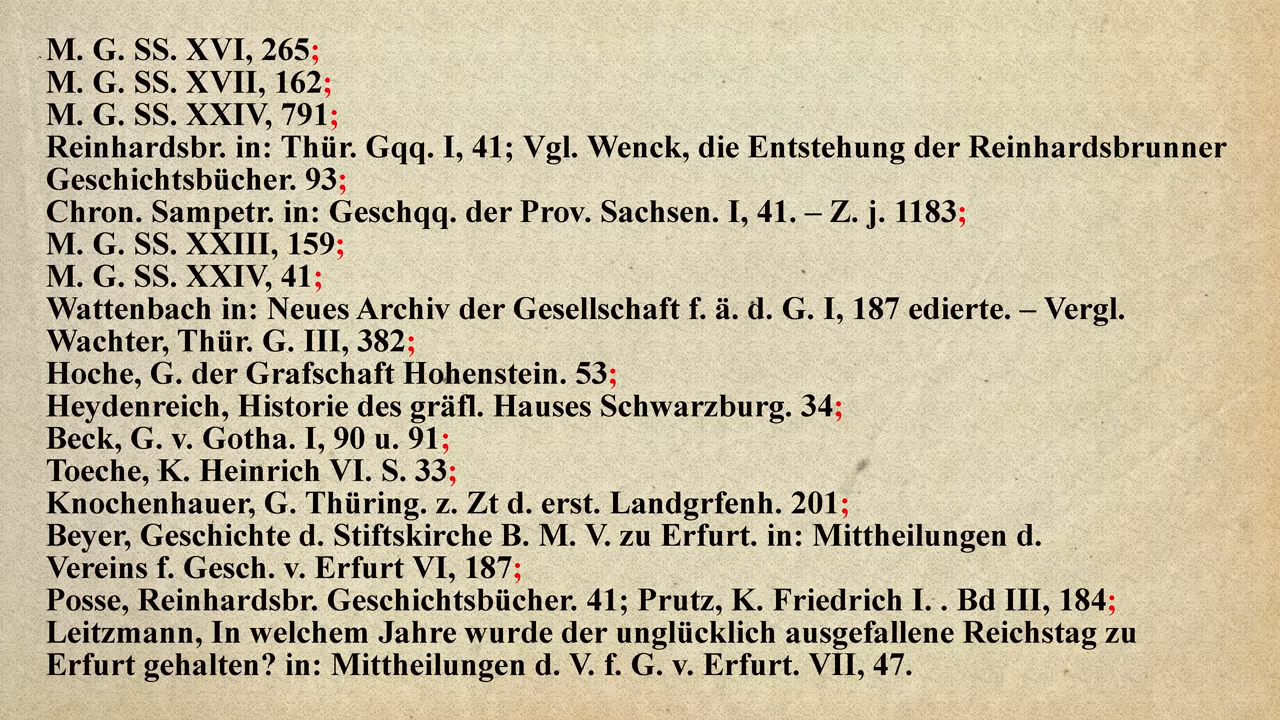 M. G. SS. XVI, 265;
M. G. SS. XVII, 162;
M. G. SS. XXIV, 791;
Reinhardsbr. in: Thür. Gqq. I, 41; Vgl. Wenck, die Entstehung der Reinhardsbrunner
Geschichtsbücher. 93;
Chron. Sampetr. in: Geschqq. der Prov. Sachsen. I, 41. – Z. j. 1183;
M. G. SS. XXIII, 159;
M. G. SS. XXIV, 41;
Wattenbach in: Neues Archiv der Gesellschaft f. ä. d. G. I, 187 edierte. – Vergl.
Wachter, Thür. G. III, 382;
Hoche, G. der Grafschaft Hohenstein. 53;
Heydenreich, Historie des gräfl. Hauses Schwarzburg. 34;
Beck, G. v. Gotha. I, 90 u. 91;
Toeche, K. Heinrich VI. S. 33;
Knochenhauer, G. Thüring. z. Zt d. erst. Landgrfenh. 201;
Beyer, Geschichte d. Stiftskirche B. M. V. zu Erfurt. in: Mittheilungen d.
Vereins f. Gesch. v. Erfurt VI, 187;
Posse, Reinhardsbr. Geschichtsbücher. 41; Prutz, K. Friedrich I. . Bd III, 184;
Leitzmann, In welchem Jahre wurde der unglücklich ausgefallene Reichstag zu
Erfurt gehalten? in: Mittheilungen d. V. f. G. v. Erfurt. VII, 47.